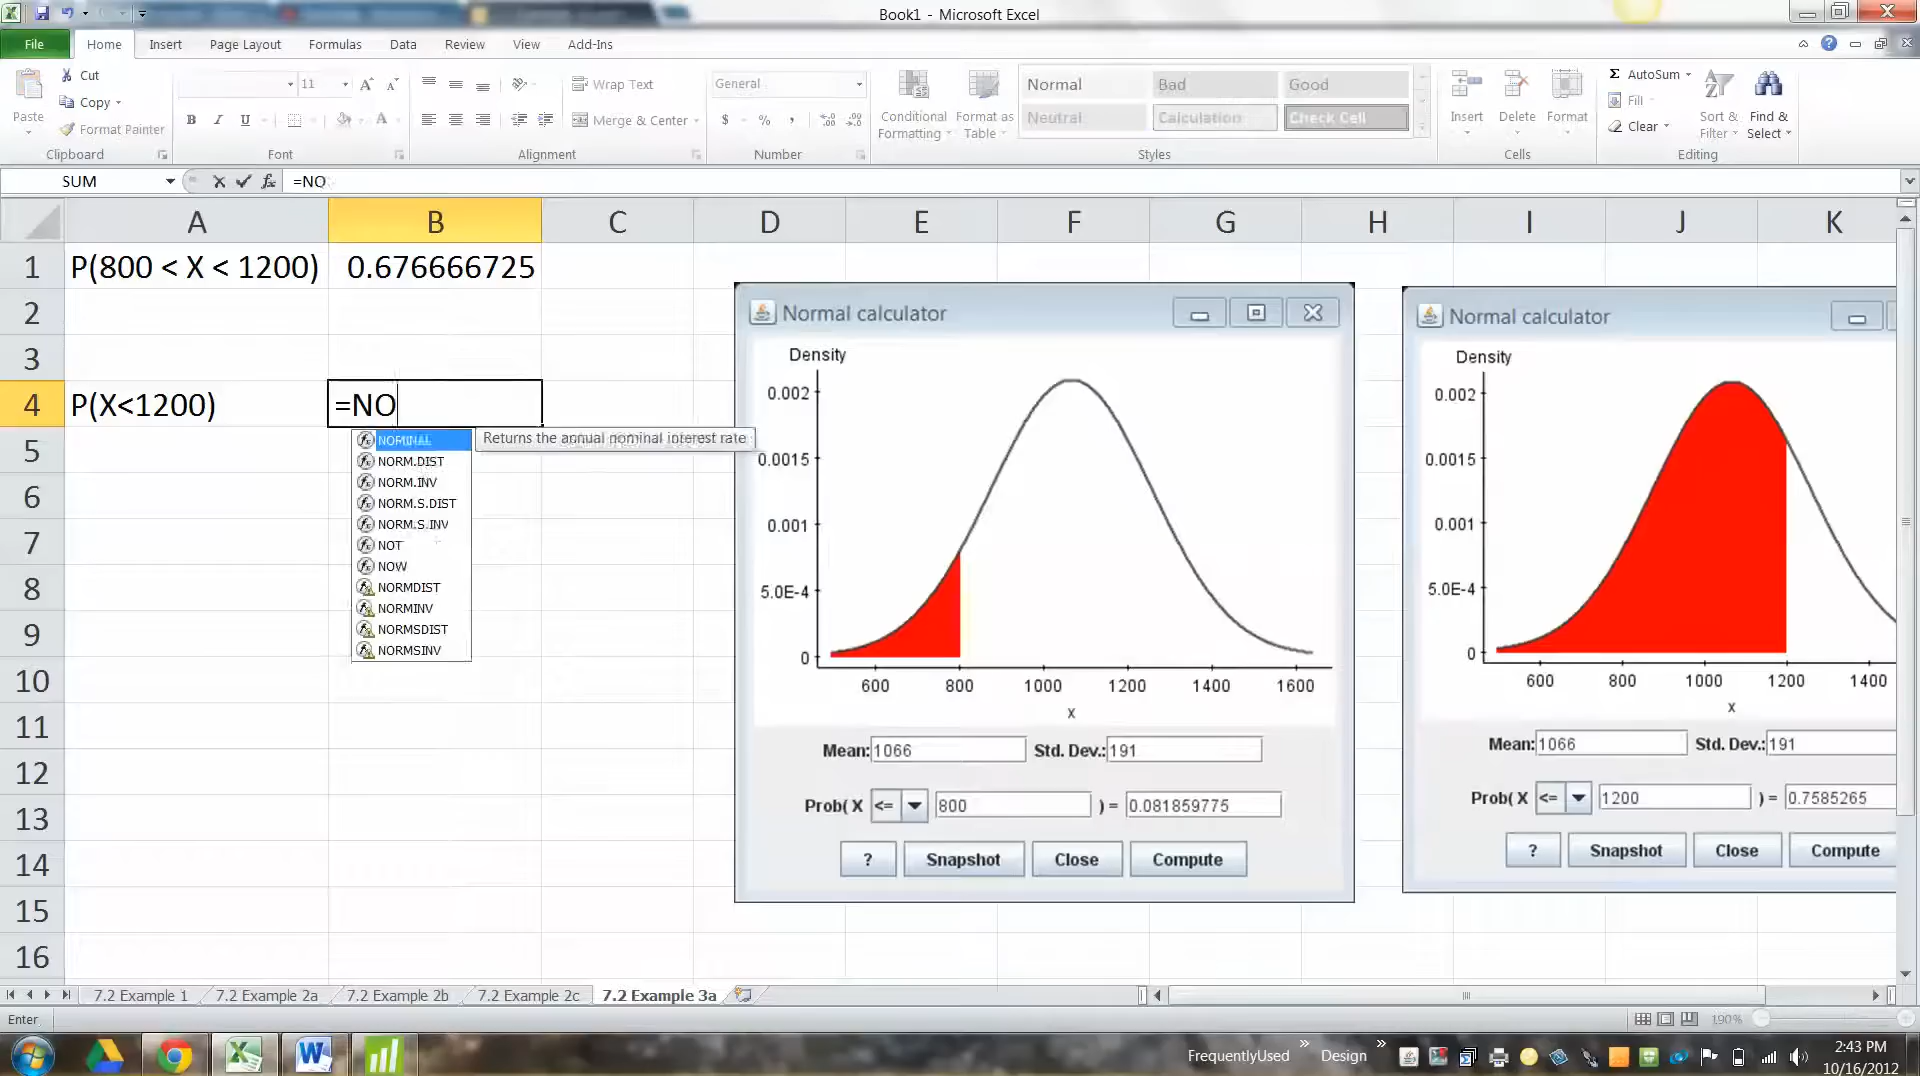 Book1 - Microsoft Excel
File Home Insert Page Layout Formulas Data Review View Add-Ins
Paste
Cut
Copy
Format Painter
Clipboard
11
B I U
Font
Wrap Text
Merge & Center
Alignment
General
$ % ,
Number
Conditional Formatting
Format as Table
Normal Bad Good
Neutral Calculation Check Cell
Styles
Insert Delete Format
Cells
AutoSum
Fill
Clear
Sort & Filter
Find & Select
Editing
SUM =NO
A B C D E F G H I J K
1 P(800 < X < 1200) 0.676666725
2
3
4 P(X<1200) =NO
5
6
7
8
9
10
11
12
13
14
15
16
NOMINAL
NORM.DIST
NORM.INV
NORM.S.DIST
NORM.S.INV
NOT
NOW
NORMDIST
NORMINV
NORMSDIST
NORMSINV
Returns the annual nominal interest rate
Normal calculator
Density
0.002
0.0015
0.001
5.0E-4
0
600 800 1000 1200 1400 1600
x
Mean: 1066 Std. Dev.: 191
Prob( X <= 800 ) = 0.081859775
? Snapshot Close Compute
Normal calculator
Density
0.002
0.0015
0.001
5.0E-4
0
600 800 1000 1200 1400
x
Mean: 1066 Std. Dev.: 191
Prob( X <= 1200 ) = 0.7585265
? Snapshot Close Compute
7.2 Example 1 7.2 Example 2a 7.2 Example 2b 7.2 Example 2c 7.2 Example 3a
Enter 190%
FrequentlyUsed » Design »
2:43 PM
10/16/2012